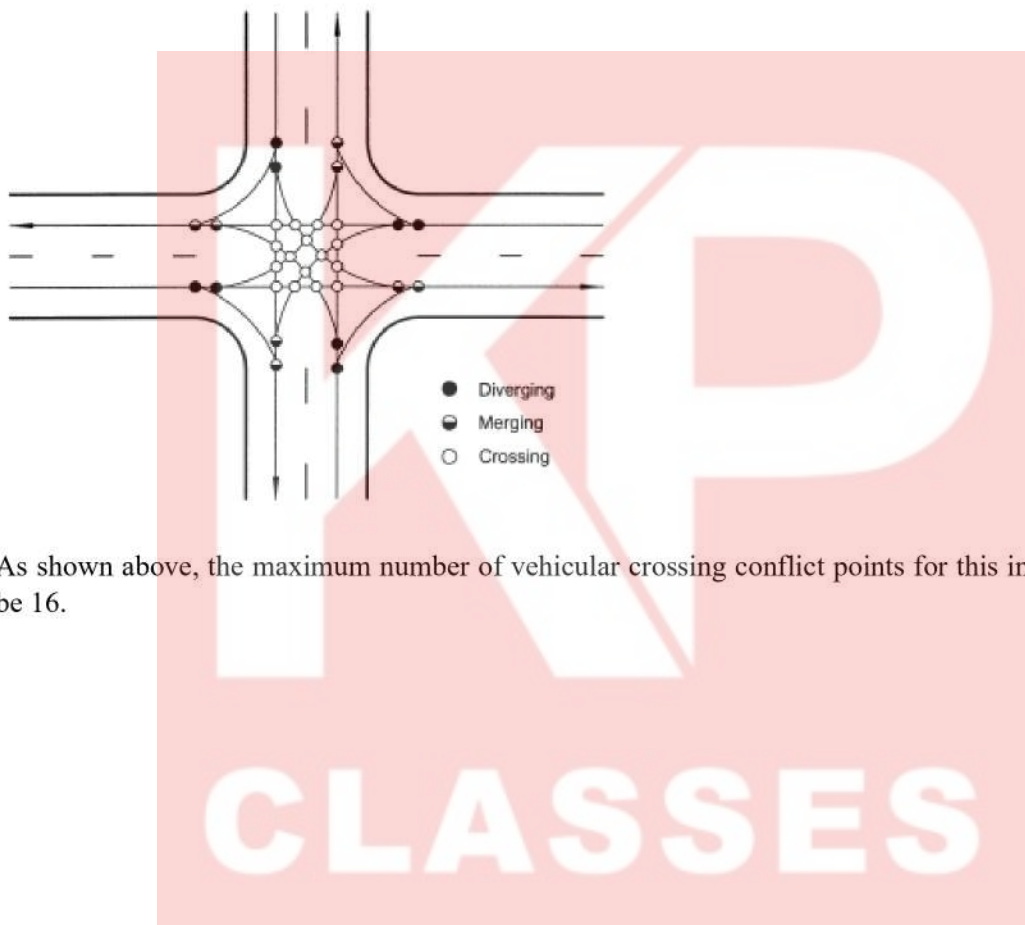 Diverging
Merging
Crossing
As shown above, the maximum number of vehicular crossing conflict points for this
be 16.
KP
CLASSES